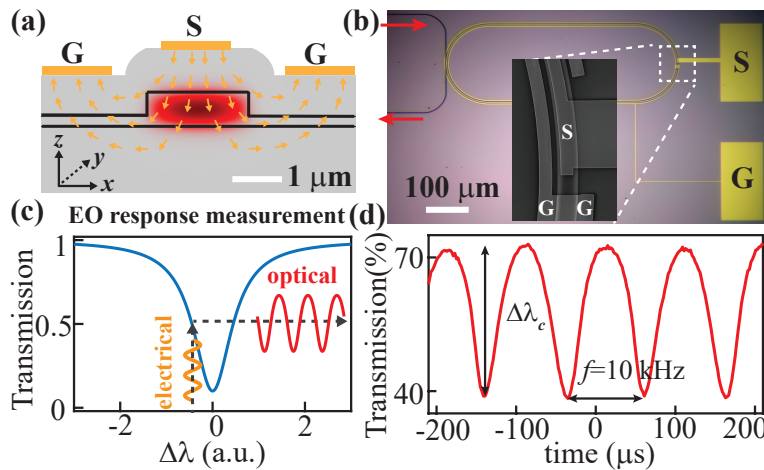 (a)
S
G
G
z
y
x
1 μm
(b)
S
G
S
G
G
100 μm
(c)
EO response measurement
Transmission
1
0.5
0
optical
electrical
−2
0
2
Δλ (a.u.)
(d)
Transmission(%)
70
40
Δλc
f=10 kHz
-200
-100
0
100
200
time (μs)